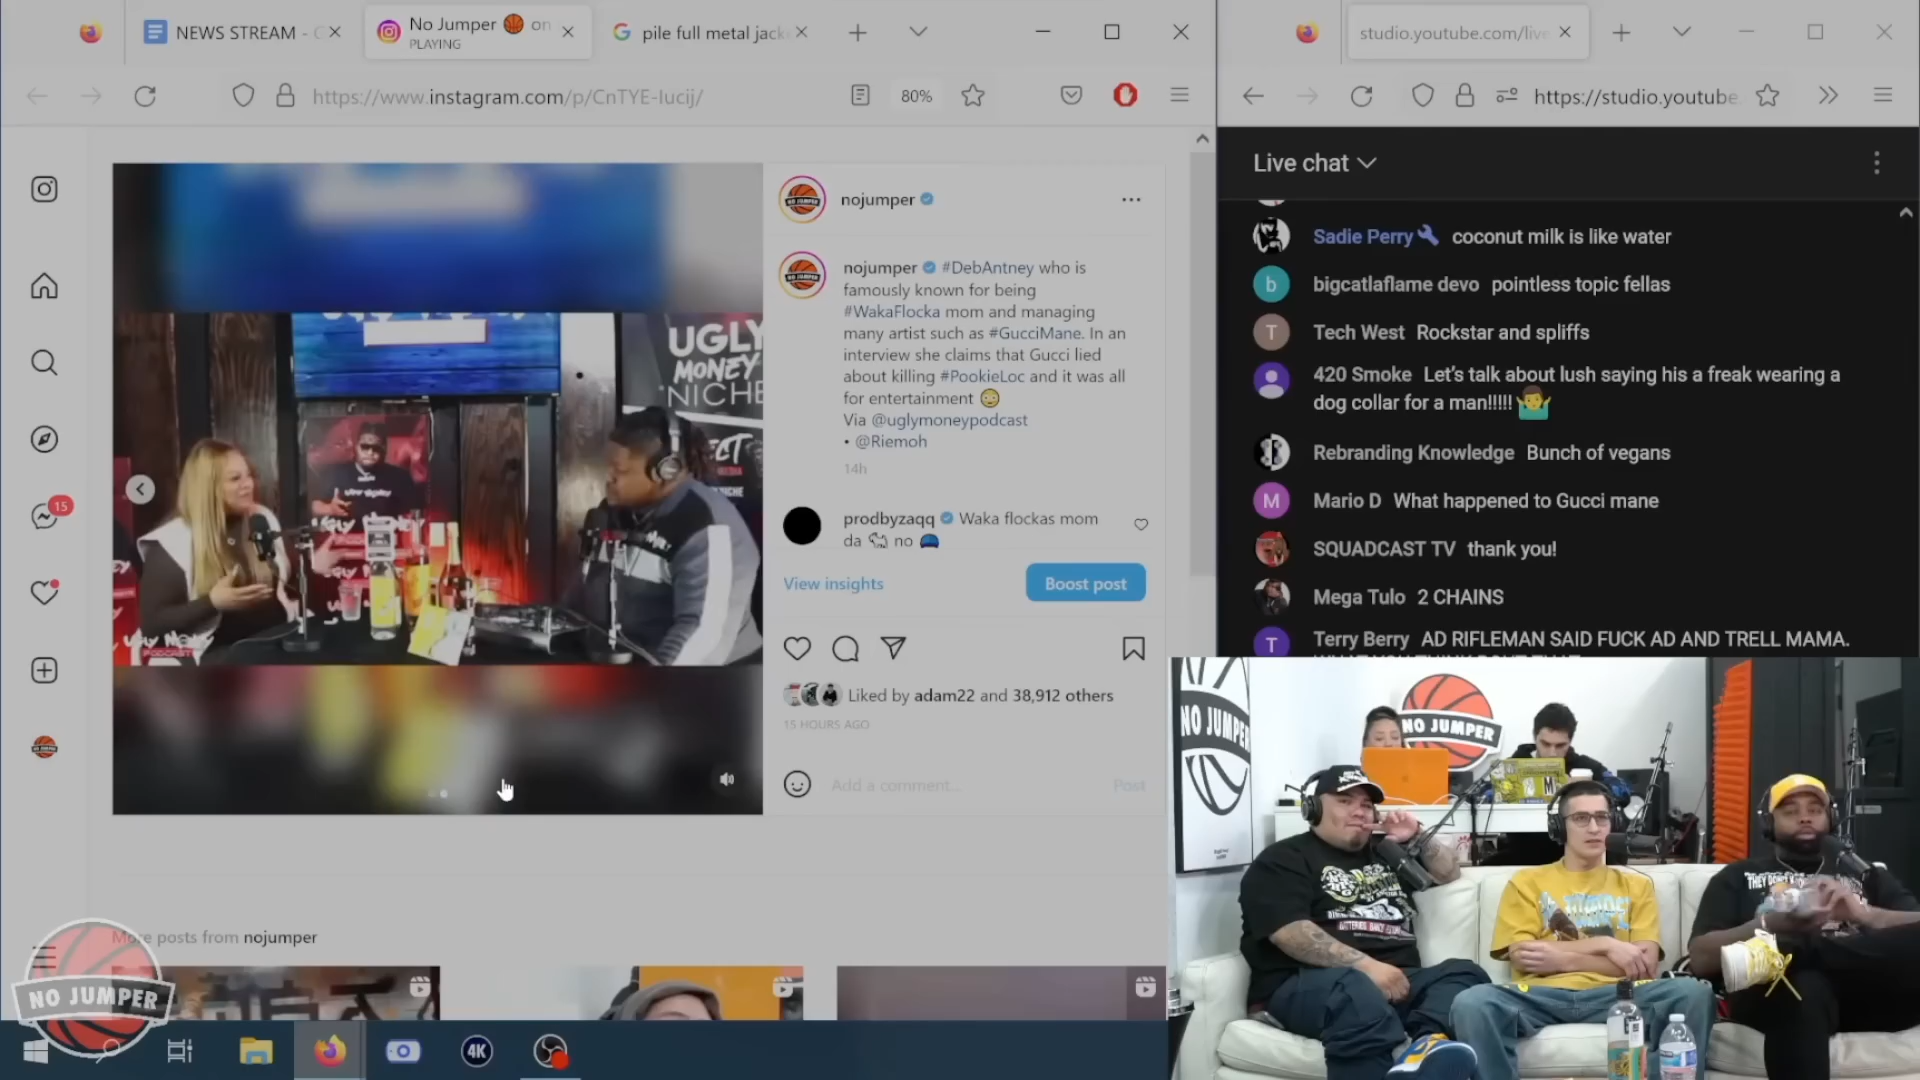 NEWS STREAM -
No Jumper 🏀 on
PLAYING
pile full metal jack
studio.youtube.com/live
https://www.instagram.com/p/CnTYE-Iucij/
80%
https://studio.youtube
15
UGLY
MONEY
NICHE
UGLY MONEY
PODCAST
nojumper
nojumper #DebAntney who is
famously known for being
#WakaFlocka mom and managing
many artist such as #GucciMane. In an
interview she claims that Gucci lied
about killing #PookieLoc and it was all
for entertainment 😳
Via @uglymoneypodcast
• @Riemoh
14h
prodbyzaqq Waka flockas mom
da 🐐 no 🧢
View insights
Boost post
Liked by adam22 and 38,912 others
15 HOURS AGO
Add a comment...
Post
More posts from nojumper
NO JUMPER
4K
Live chat
Sadie Perry coconut milk is like water
bigcatlaflame devo pointless topic fellas
Tech West Rockstar and spliffs
420 Smoke Let's talk about lush saying his a freak wearing a
dog collar for a man!!!!! 🤷‍♂️
Rebranding Knowledge Bunch of vegans
Mario D What happened to Gucci mane
SQUADCAST TV thank you!
Mega Tulo 2 CHAINS
Terry Berry AD RIFLEMAN SAID FUCK AD AND TRELL MAMA.
NO JUMPER
NO JUMPER